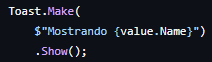 Toast.Make(
$"Mostrando {value.Name}")
.Show();